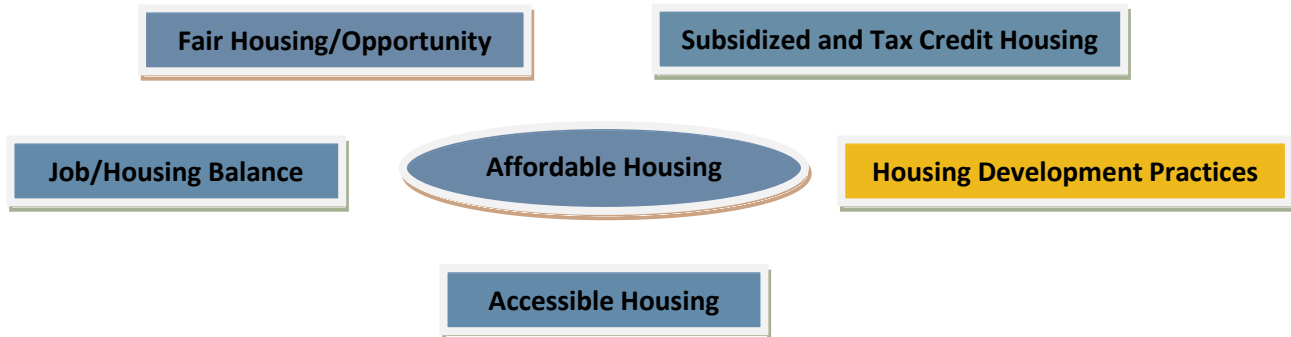 Fair Housing/Opportunity
Subsidized and Tax Credit Housing
Job/Housing Balance
Affordable Housing
Housing Development Practices
Accessible Housing